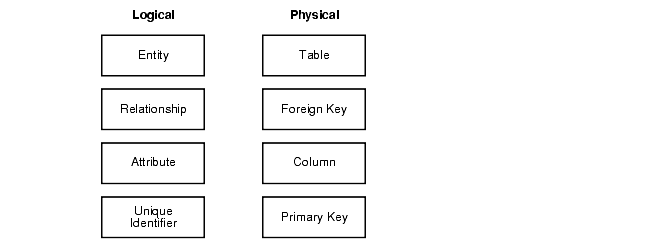 Logical
Physical
Entity
Table
Relationship
Foreign Key
Attribute
Column
Unique
Identifier
Primary Key